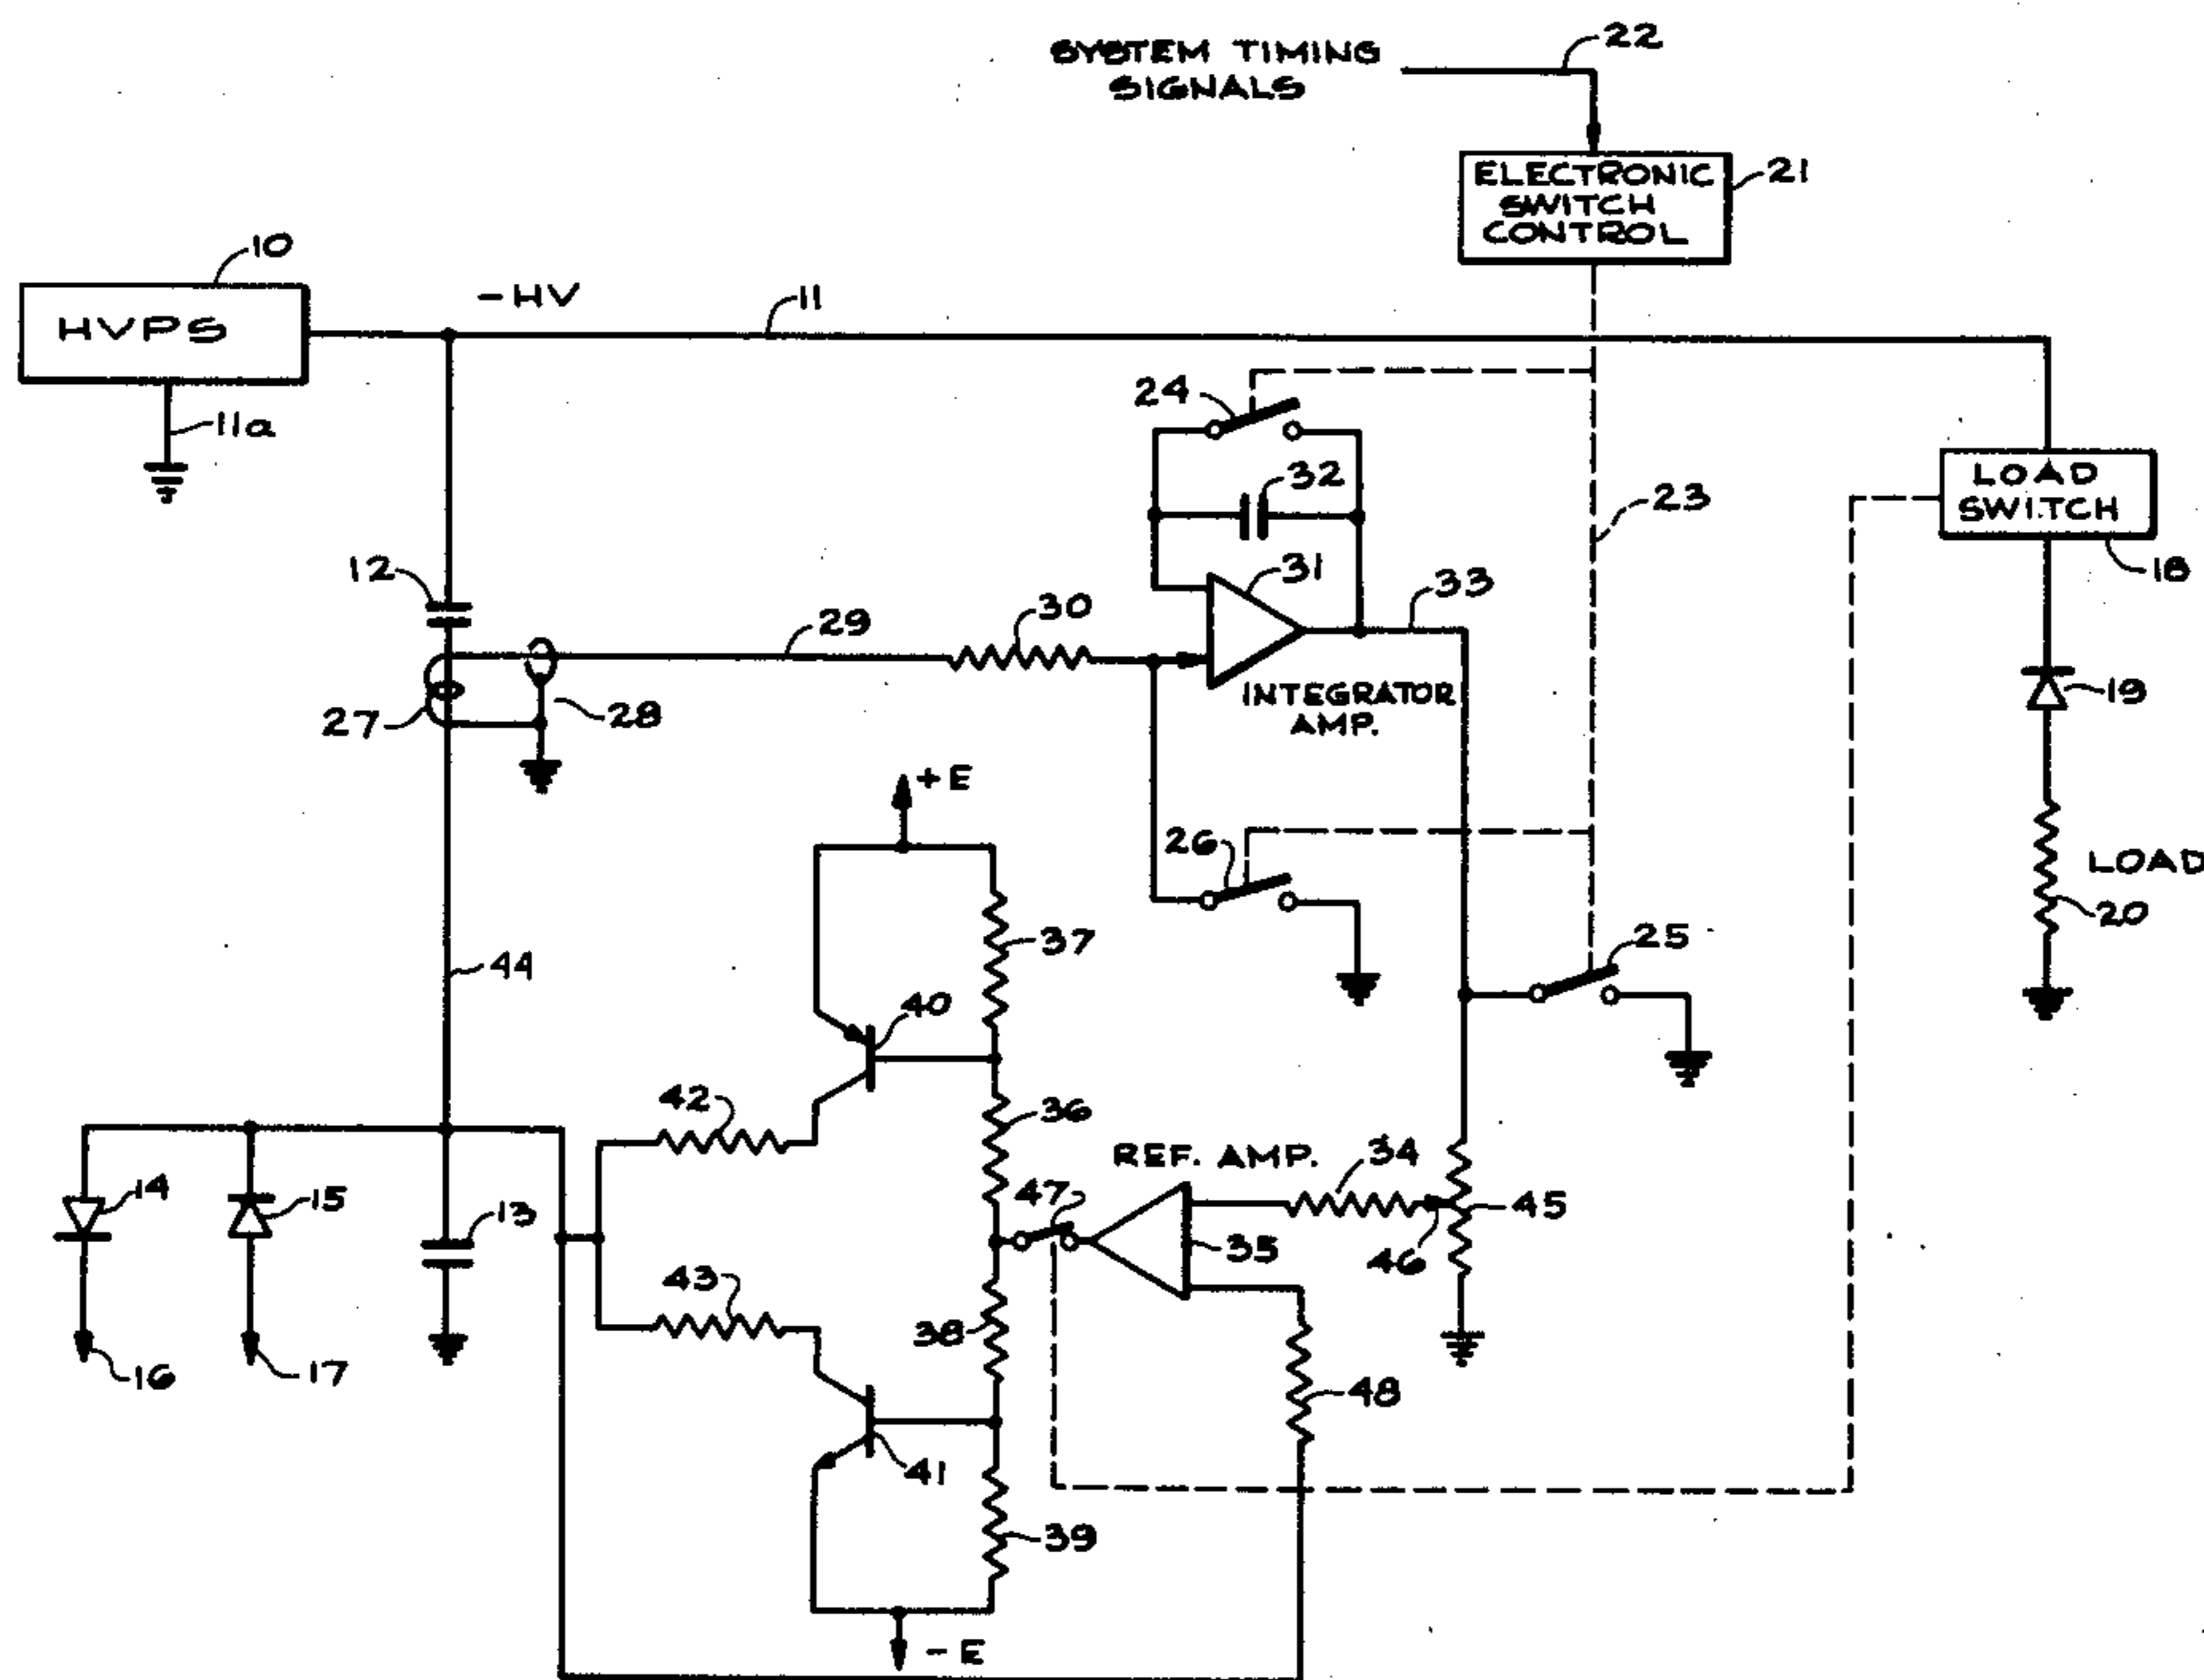 SYSTEM TIMING
SIGNALS
22
ELECTRONIC
SWITCH
CONTROL
21
10
HVPS
-HV
11
11a
24
32
23
LOAD
SWITCH
18
12
29
30
31
33
27
28
INTEGRATOR
AMP.
19
+E
26
LOAD
20
37
25
44
40
42
36
REF. AMP.
34
14
15
13
47
35
46
45
43
38
16
17
48
41
39
-E